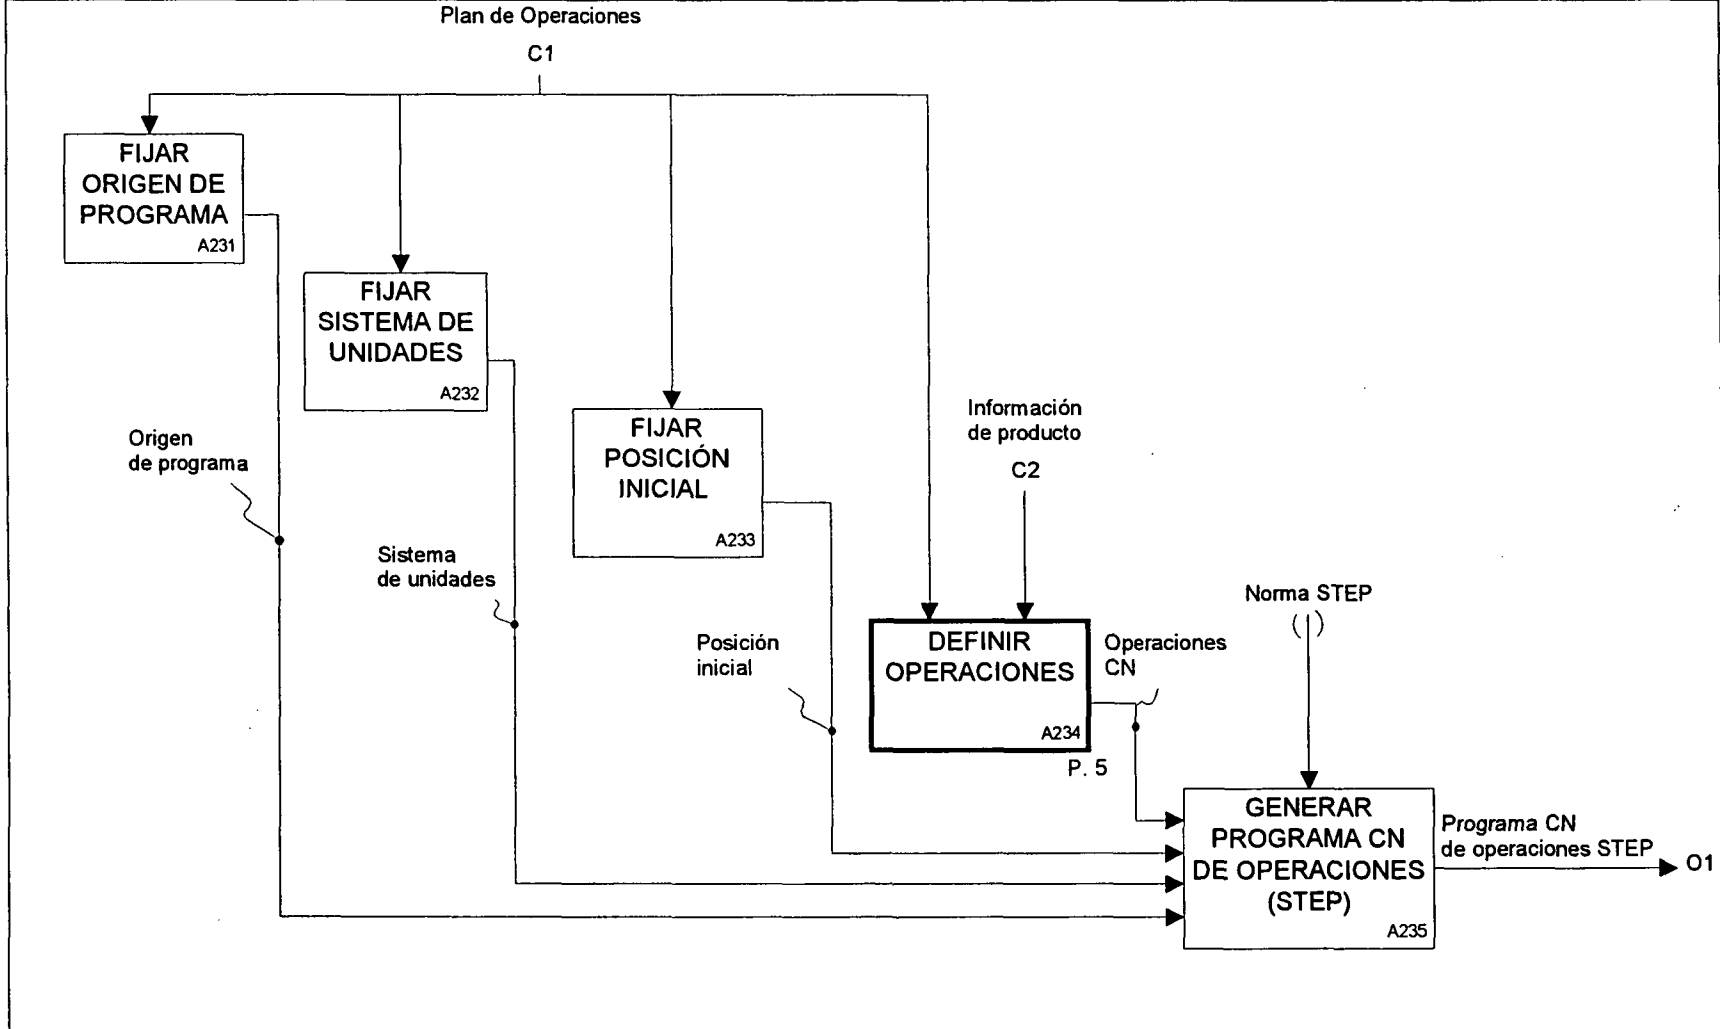 Plan de Operaciones
C1
FIJAR
ORIGEN DE
PROGRAMA
A231
FIJAR
SISTEMA DE
UNIDADES
A232
FIJAR
POSICIÓN
INICIAL
A233
Origen
de programa
Sistema
de unidades
Posición
inicial
Información
de producto
C2
DEFINIR
OPERACIONES
A234
P. 5
Operaciones
CN
Norma STEP
GENERAR
PROGRAMA CN
DE OPERACIONES
(STEP)
A235
Programa CN
de operaciones STEP
O1